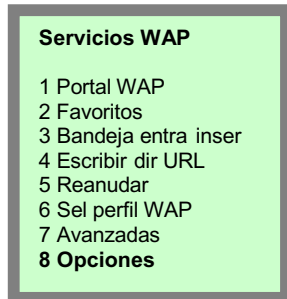 Servicios WAP
1 Portal WAP
2 Favoritos
3 Bandeja entra inser
4 Escribir dir URL
5 Reanudar
6 Sel perfil WAP
7 Avanzadas
8 Opciones